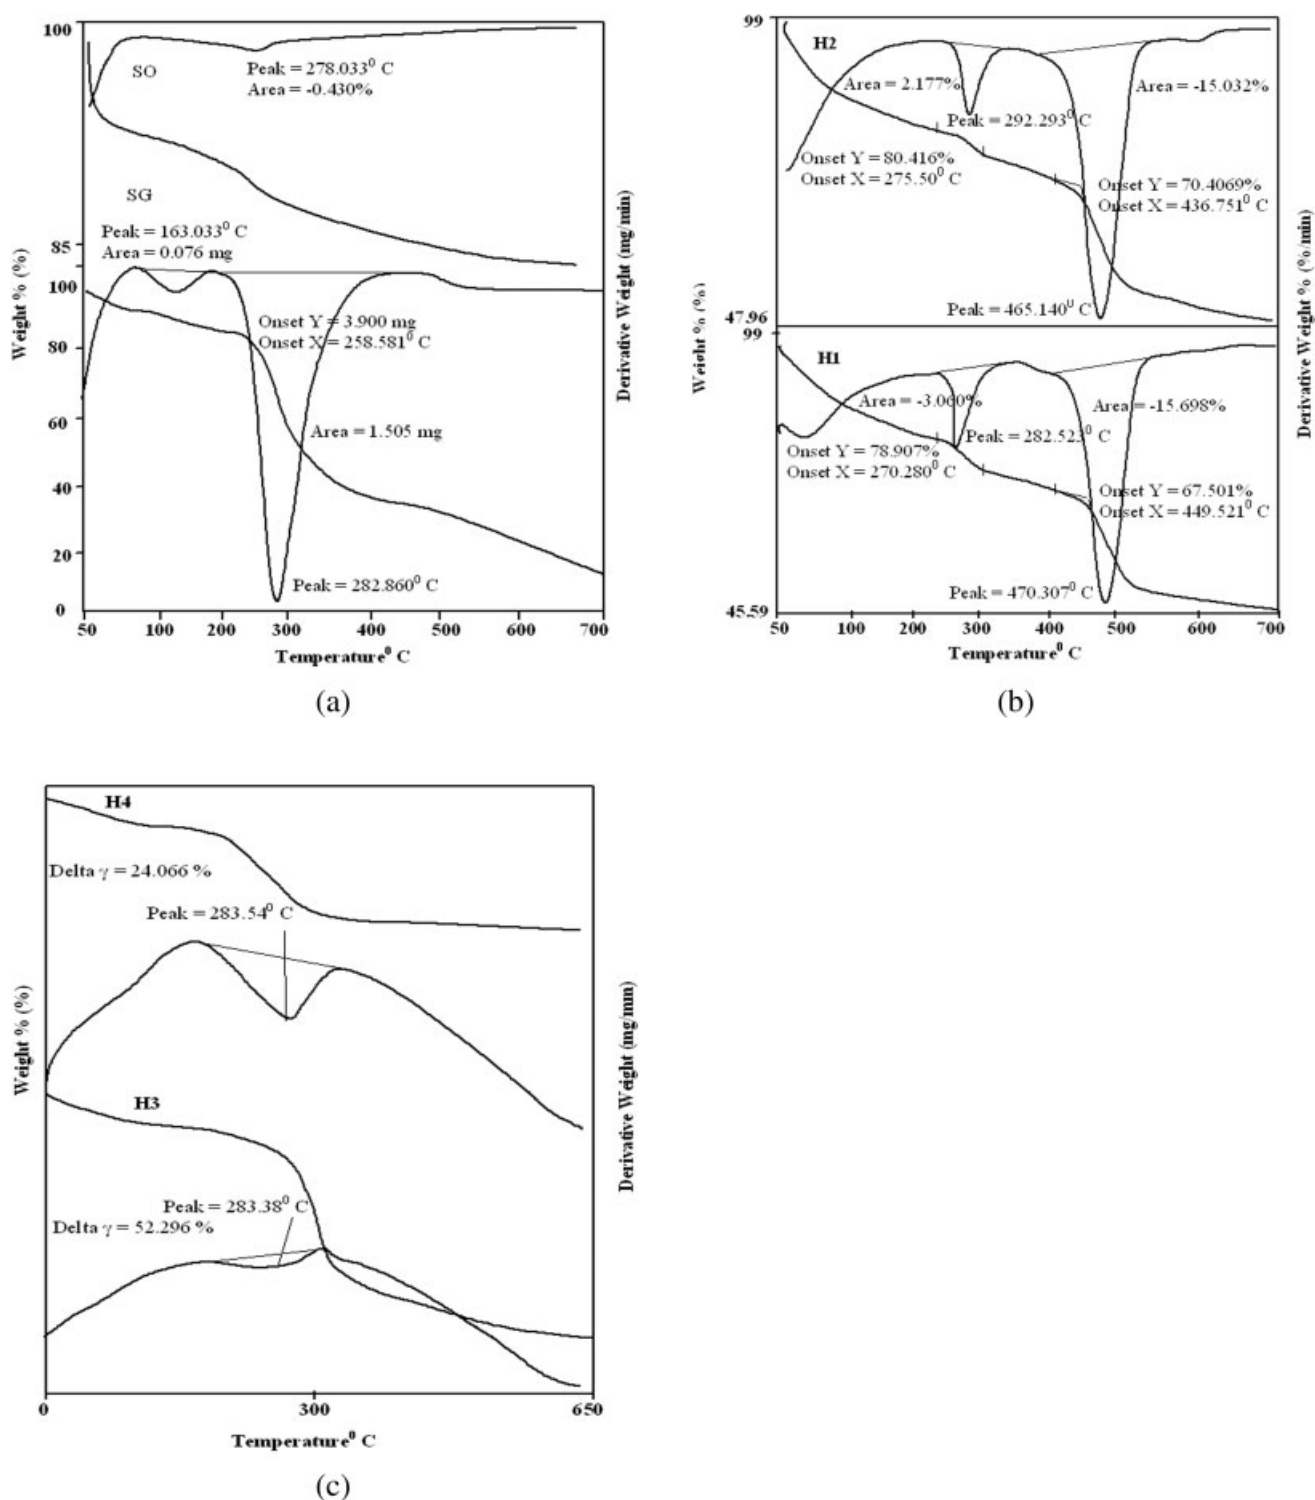 100
SO
Peak = 278.033⁰ C
Area = -0.430%
SG
Peak = 163.033⁰ C
Area = 0.076 mg
85
100
Onset Y = 3.900 mg
Onset X = 258.581⁰ C
80
60
Area = 1.505 mg
40
20
Peak = 282.860⁰ C
0
50 100 200 300 400 500 600 700
Temperature⁰ C
Weight % (%)
Derivative Weight (mg/min)
(a)
99
H2
Area = 2.177%
Area = -15.032%
Peak = 292.293⁰ C
Onset Y = 80.416%
Onset X = 275.50⁰ C
Onset Y = 70.4069%
Onset X = 436.751⁰ C
Peak = 465.140⁰ C
47.96
99
H1
Area = -3.060%
Area = -15.698%
Peak = 282.523⁰ C
Onset Y = 78.907%
Onset X = 270.280⁰ C
Onset Y = 67.501%
Onset X = 449.521⁰ C
Peak = 470.307⁰ C
45.59
50 100 200 300 400 500 600 700
Temperature⁰ C
Weight % (%)
Derivative Weight (%/min)
(b)
H4
Delta γ = 24.066 %
Peak = 283.54⁰ C
H3
Peak = 283.38⁰ C
Delta γ = 52.296 %
0 300 650
Temperature⁰ C
Weight % (%)
Derivative Weight (mg/mm)
(c)